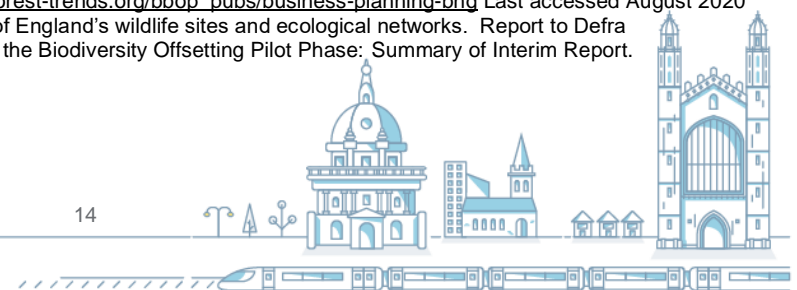 rest-trends.org/bbop_pubs/business-planning-bng Last accessed August 2020
of England's wildlife sites and ecological networks. Report to Defra
the Biodiversity Offsetting Pilot Phase: Summary of Interim Report.
14